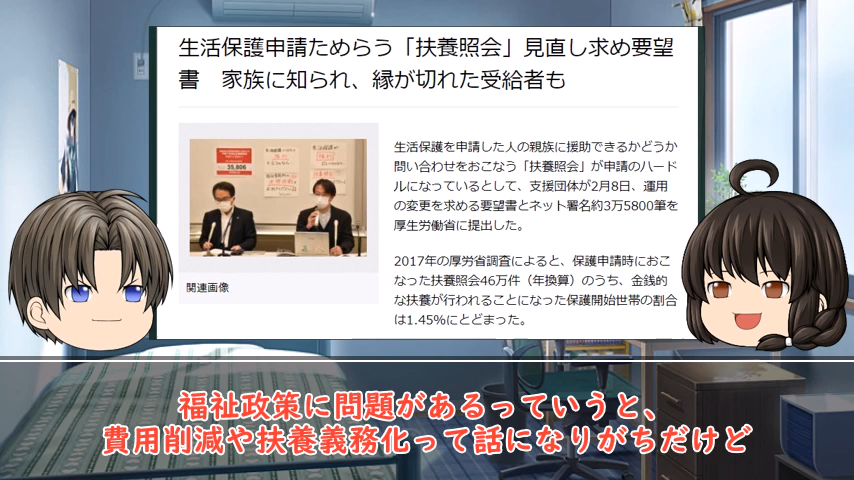 生活保護申請ためらう「扶養照会」見直し求め要望
書　家族に知られ、縁が切れた受給者も
35,806
関連画像
生活保護を申請した人の親族に援助できるかどうか
問い合わせをおこなう「扶養照会」が申請のハード
ルになっているとして、支援団体が2月8日、運用
の変更を求める要望書とネット署名約3万5800筆を
厚生労働省に提出した。
2017年の厚労省調査によると、保護申請時におこ
なった扶養照会46万件（年換算）のうち、金銭的
な扶養が行われることになった保護開始世帯の割合
は1.45％にとどまった。
福祉政策に問題があるっていうと、
費用削減や扶養義務化って話になりがちだけど